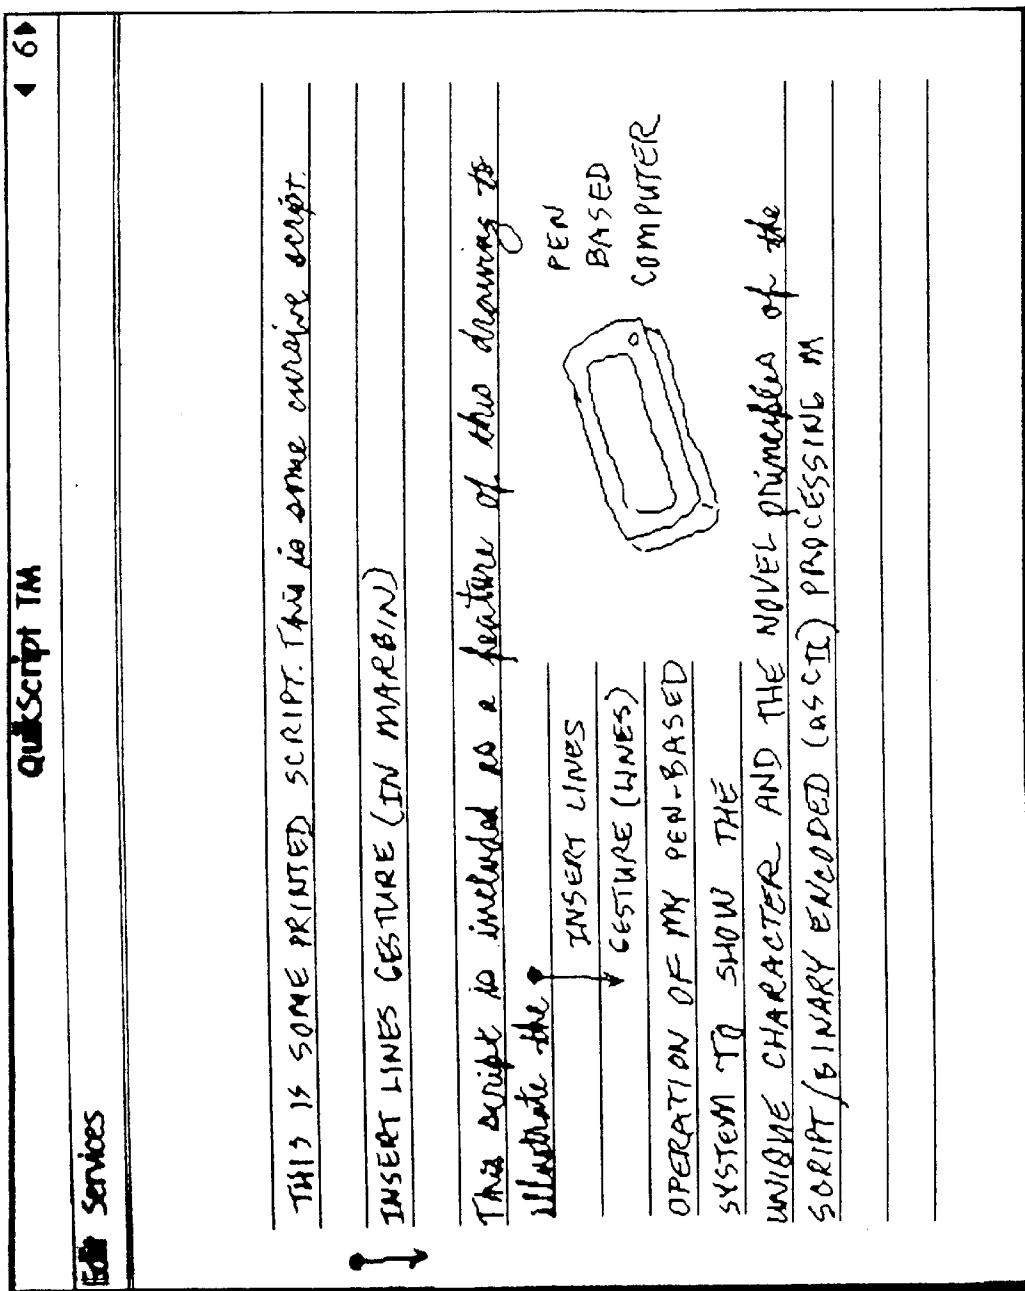 QuikScript TM
◀ 6▶
Edit Services
THIS IS SOME PRINTED SCRIPT. This is some cursive script.
INSERT LINES GESTURE (IN MARGIN)
This script is included as a feature of this drawing to
illustrate the
INSERT LINES
GESTURE (LINES)
PEN
BASED
COMPUTER
OPERATION OF MY PEN-BASED
SYSTEM TO SHOW THE
UNIQUE CHARACTER AND THE NOVEL principles of the
SCRIPT/BINARY ENCODED (ASCII) PROCESSING M